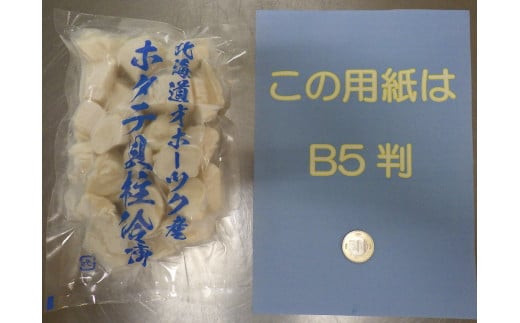 北海道オホーツク産
ホタテ貝柱冷凍
この用紙は
B5判